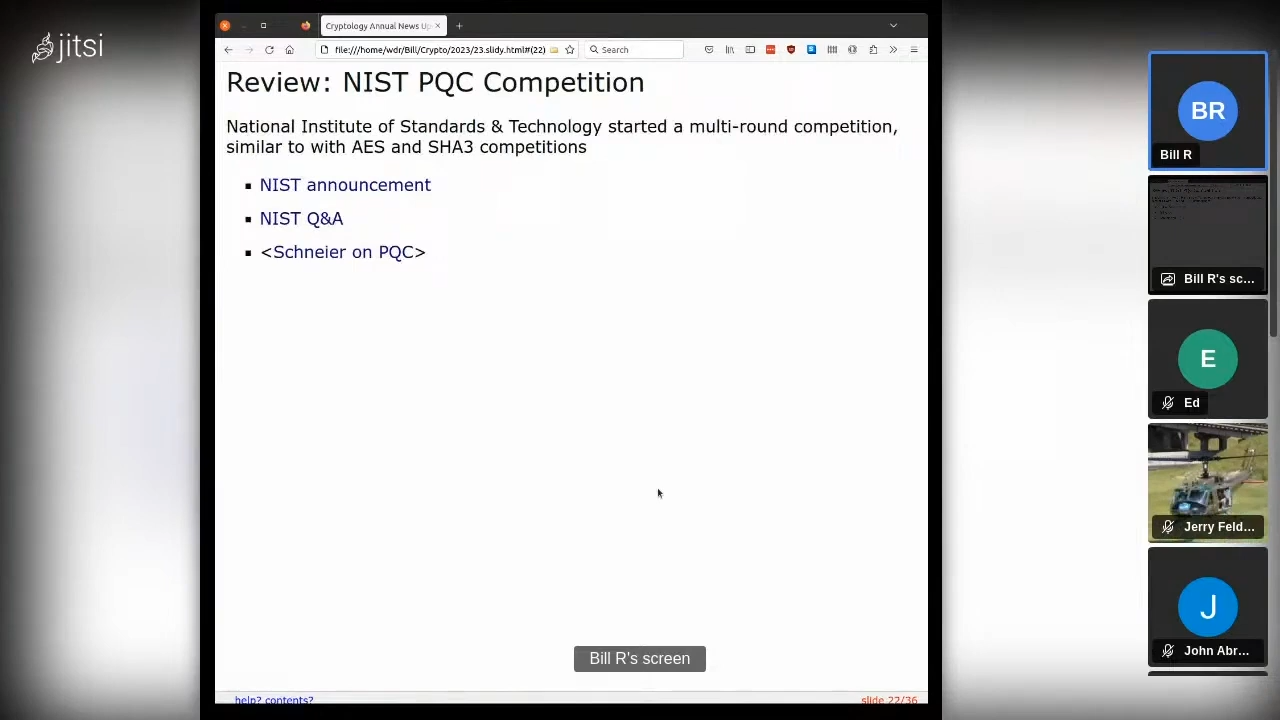 jitsi
Cryptology Annual News Up
file:///home/wdr/Bill/Crypto/2023/23.slidy.html#(22)
Search
Review: NIST PQC Competition
National Institute of Standards & Technology started a multi-round competition,
similar to with AES and SHA3 competitions
NIST announcement
NIST Q&A
<Schneier on PQC>
Bill R's screen
help? contents?
slide 22/36
BR
Bill R
Bill R's sc...
E
Ed
Jerry Feld...
J
John Abr...